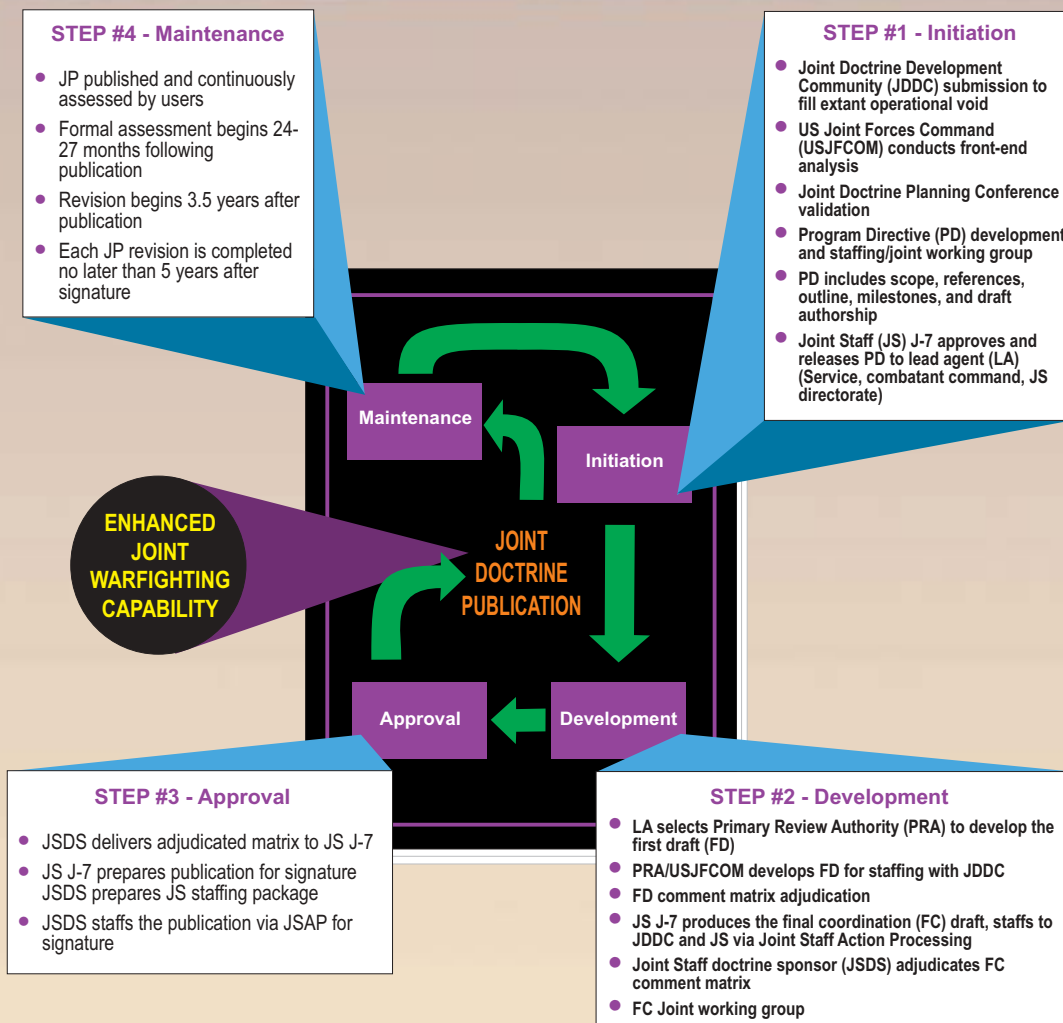 STEP #4 - Maintenance
• JP published and continuously
assessed by users
• Formal assessment begins 24-
27 months following
publication
• Revision begins 3.5 years after
publication
• Each JP revision is completed
no later than 5 years after
signature
STEP #1 - Initiation
• Joint Doctrine Development
Community (JDDC) submission to
fill extant operational void
• US Joint Forces Command
(USJFCOM) conducts front-end
analysis
• Joint Doctrine Planning Conference
validation
• Program Directive (PD) development
and staffing/joint working group
• PD includes scope, references,
outline, milestones, and draft
authorship
• Joint Staff (JS) J-7 approves and
releases PD to lead agent (LA)
(Service, combatant command, JS
directorate)
Maintenance
Initiation
ENHANCED
JOINT
WARFIGHTING
CAPABILITY
JOINT
DOCTRINE
PUBLICATION
Approval
Development
STEP #3 - Approval
• JSDS delivers adjudicated matrix to JS J-7
• JS J-7 prepares publication for signature
JSDS prepares JS staffing package
• JSDS staffs the publication via JSAP for
signature
STEP #2 - Development
• LA selects Primary Review Authority (PRA) to develop the
first draft (FD)
• PRA/USJFCOM develops FD for staffing with JDDC
• FD comment matrix adjudication
• JS J-7 produces the final coordination (FC) draft, staffs to
JDDC and JS via Joint Staff Action Processing
• Joint Staff doctrine sponsor (JSDS) adjudicates FC
comment matrix
• FC Joint working group